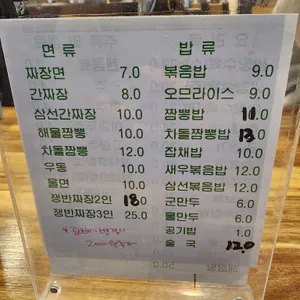 면 류
짜장면 7.0
간짜장 8.0
삼선간짜장 10.0
해물짬뽕 10.0
차돌짬뽕 12.0
우동 10.0
울면 10.0
쟁반짜장2인 18.0
쟁반짜장3인 25.0
밥 류
볶음밥 9.0
오므라이스 9.0
짬뽕밥 11.0
차돌짬뽕밥 13.0
잡채밥 10.0
새우볶음밥 12.0
삼선볶음밥 12.0
군만두 6.0
물만두 6.0
공기밥 1.0
술 국 12.0